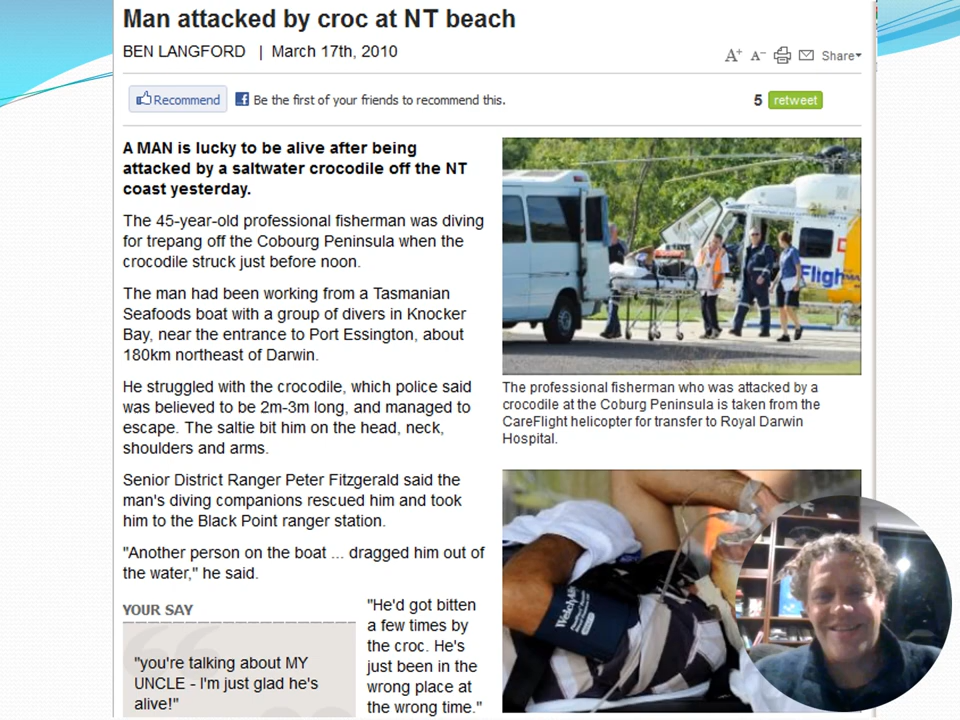 Man attacked by croc at NT beach
BEN LANGFORD | March 17th, 2010
A+ A- Share
Recommend Be the first of your friends to recommend this.
5 retweet
A MAN is lucky to be alive after being
attacked by a saltwater crocodile off the NT
coast yesterday.
The 45-year-old professional fisherman was diving
for trepang off the Cobourg Peninsula when the
crocodile struck just before noon.
The man had been working from a Tasmanian
Seafoods boat with a group of divers in Knocker
Bay, near the entrance to Port Essington, about
180km northeast of Darwin.
He struggled with the crocodile, which police said
was believed to be 2m-3m long, and managed to
escape. The saltie bit him on the head, neck,
shoulders and arms.
Senior District Ranger Peter Fitzgerald said the
man's diving companions rescued him and took
him to the Black Point ranger station.
"Another person on the boat ... dragged him out of
the water," he said.
YOUR SAY
"you're talking about MY
UNCLE - I'm just glad he's
alive!"
"He'd got bitten
a few times by
the croc. He's
just been in the
wrong place at
the wrong time."
Fligh
The professional fisherman who was attacked by a
crocodile at the Coburg Peninsula is taken from the
CareFlight helicopter for transfer to Royal Darwin
Hospital.
WelchAllyn